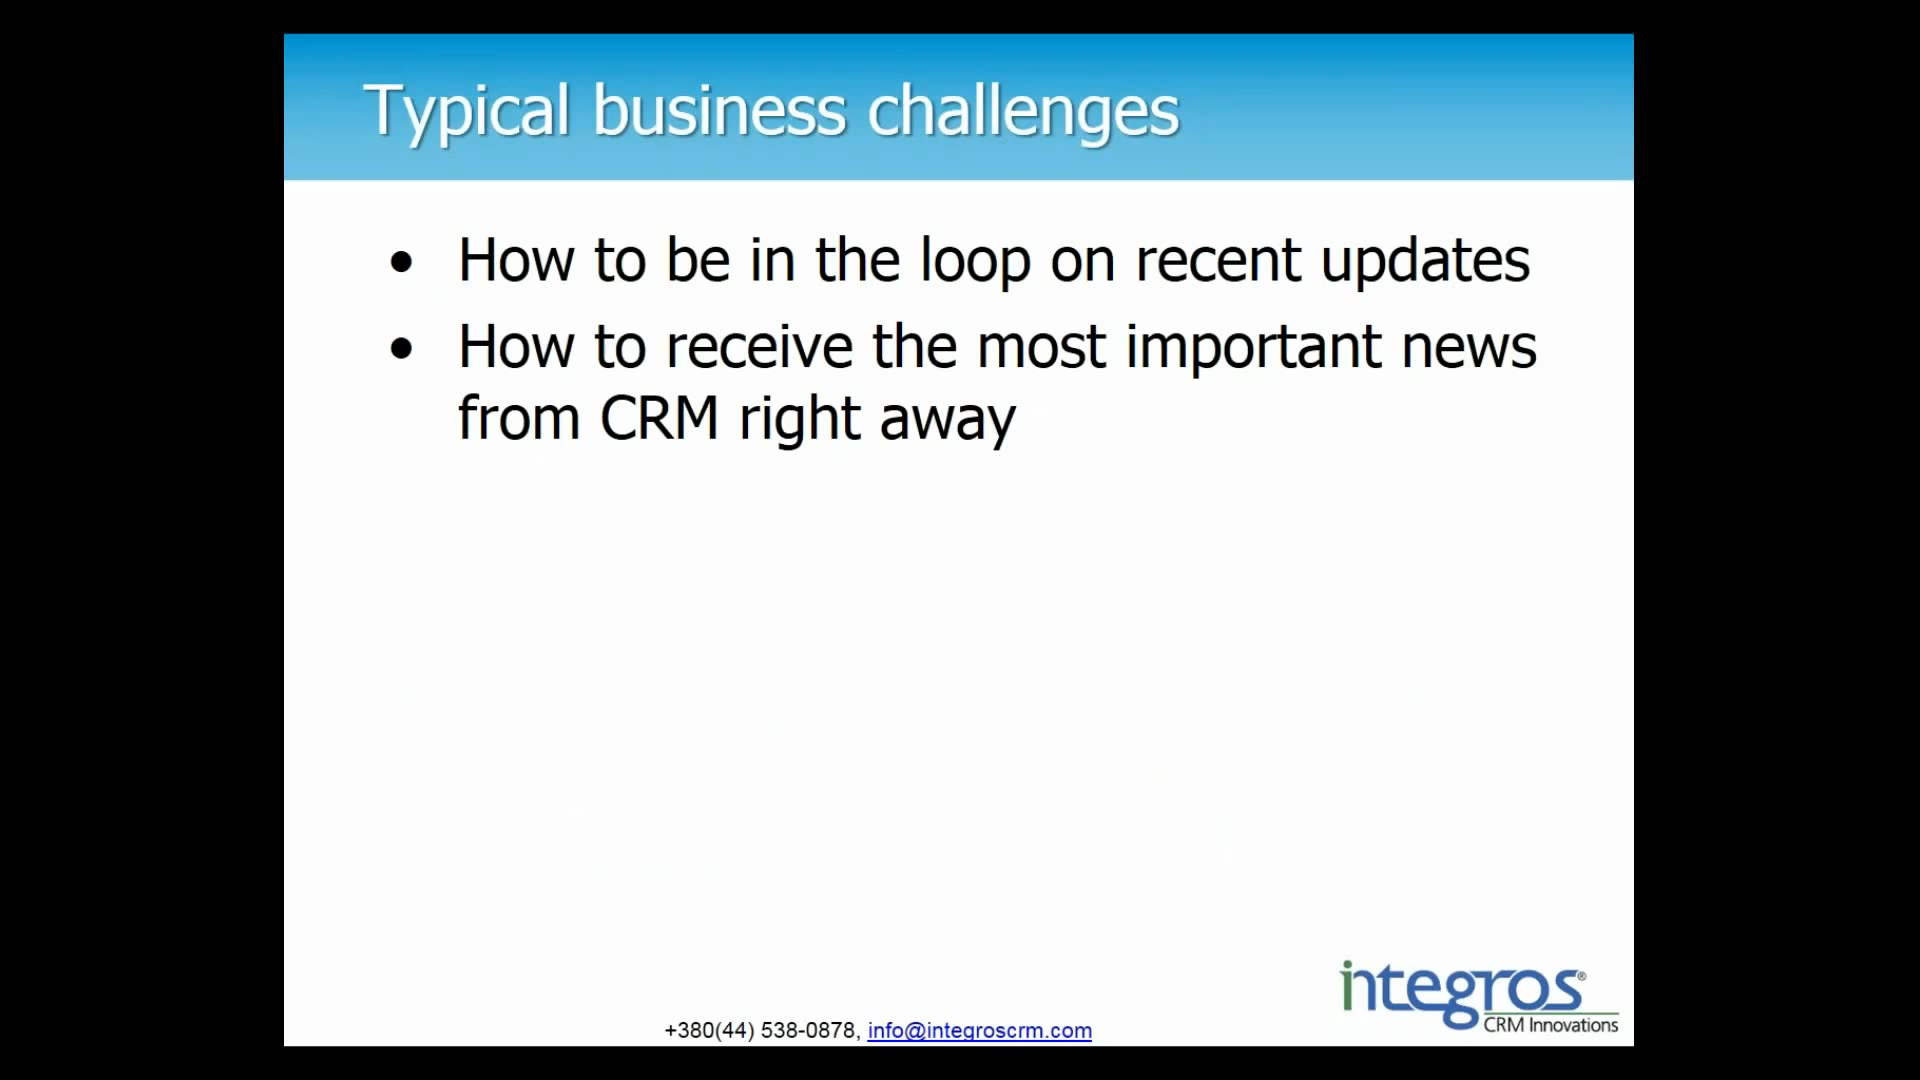 Typical business challenges
• How to be in the loop on recent updates
• How to receive the most important news
from CRM right away
integros®
CRM Innovations
+380(44) 538-0878, info@integroscrm.com